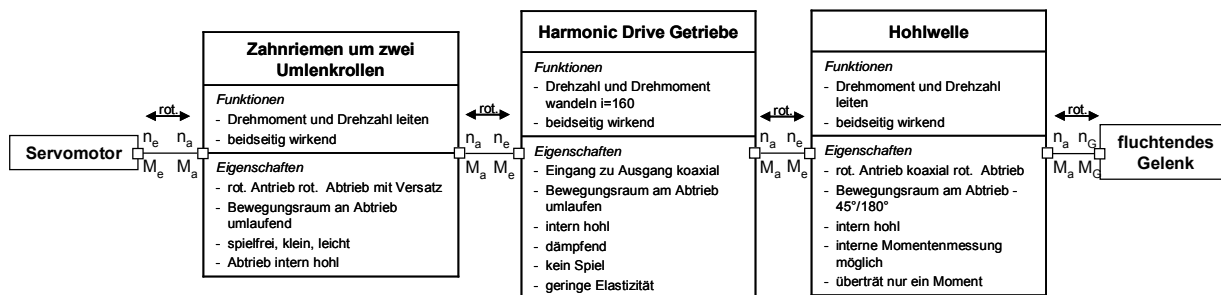 Servomotor
rot.
n_e n_a
M_e M_a
Zahnriemen um zwei
Umlenkrollen
Funktionen
- Drehmoment und Drehzahl leiten
- beidseitig wirkend
Eigenschaften
- rot. Antrieb rot. Abtrieb mit Versatz
- Bewegungsraum an Abtrieb
umlaufend
- spielfrei, klein, leicht
- Abtrieb intern hohl
rot.
n_a n_e
M_a M_e
Harmonic Drive Getriebe
Funktionen
- Drehzahl und Drehmoment
wandeln i=160
- beidseitig wirkend
Eigenschaften
- Eingang zu Ausgang koaxial
- Bewegungsraum am Abtrieb
umlaufen
- intern hohl
- dämpfend
- kein Spiel
- geringe Elastizität
rot.
n_a n_e
M_a M_e
Hohlwelle
Funktionen
- Drehmoment und Drehzahl
leiten
- beidseitig wirkend
Eigenschaften
- rot. Antrieb koaxial rot. Abtrieb
- Bewegungsraum am Abtrieb -
45°/180°
- intern hohl
- interne Momentenmessung
möglich
- überträt nur ein Moment
rot.
n_a n_G
M_a M_G
fluchtendes
Gelenk